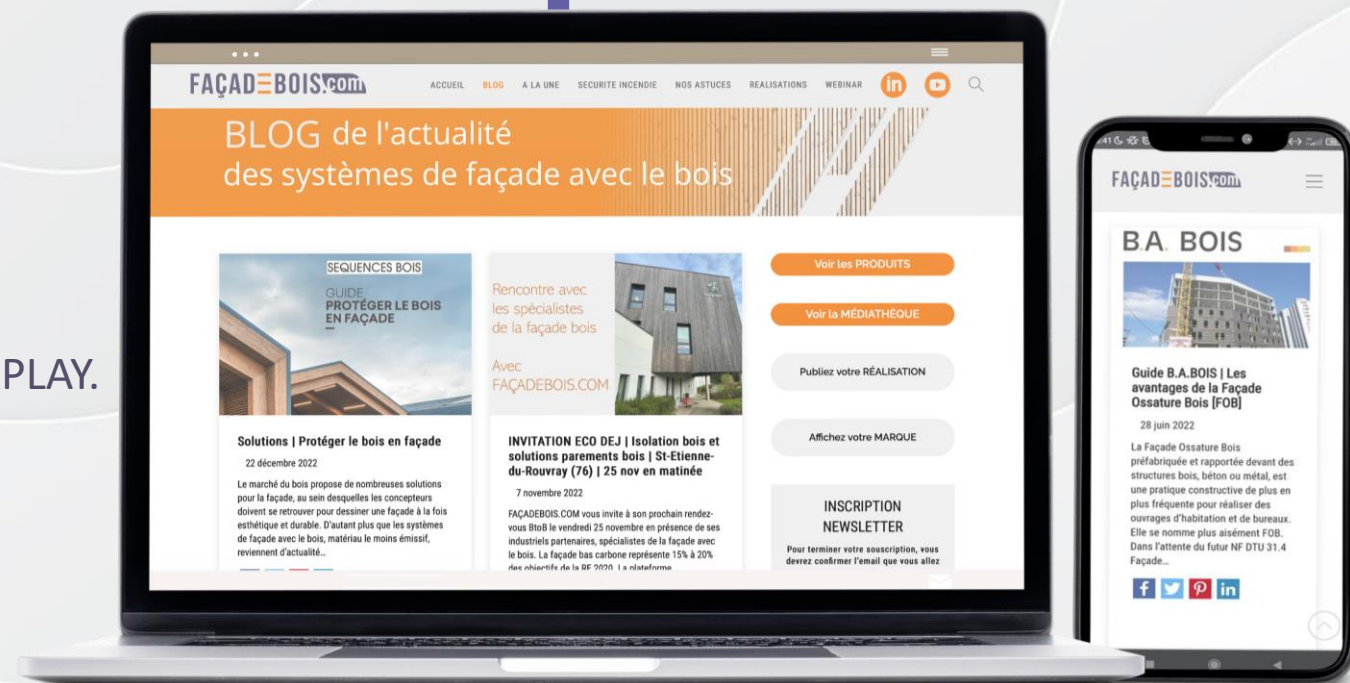 PLAY.
FAÇADEBOIS.com
ACCUEIL BLOG A LA UNE SECURITE INCENDIE NOS ASTUCES REALISATIONS WEBINAR in
BLOG de l'actualité
des systèmes de façade avec le bois
SEQUENCES BOIS
GUIDE
PROTÉGER LE BOIS
EN FAÇADE
Solutions | Protéger le bois en façade
22 décembre 2022
Le marché du bois propose de nombreuses solutions
pour la façade, au sein desquelles les concepteurs
doivent se retrouver pour dessiner une façade à la fois
esthétique et durable. D'autant plus que les systèmes
de façade avec le bois, matériau le moins émissif,
reviennent d'actualité…
Rencontre avec
les spécialistes
de la façade bois
Avec
FAÇADEBOIS.COM
INVITATION ECO DEJ | Isolation bois et
solutions parements bois | St-Etienne-
du-Rouvray (76) | 25 nov en matinée
7 novembre 2022
FAÇADEBOIS.COM vous invite à son prochain rendez-
vous BtoB le vendredi 25 novembre en présence de ses
industriels partenaires, spécialistes de la façade avec
le bois. La façade bas carbone représente 15% à 20%
des objectifs de la RE 2020. La plateforme
Voir les PRODUITS
Voir la MÉDIATHÈQUE
Publiez votre RÉALISATION
Affichez votre MARQUE
INSCRIPTION
NEWSLETTER
Pour terminer votre souscription, vous
devrez confirmer l'email que vous allez
FAÇADEBOIS.com
B.A. BOIS
Guide B.A.BOIS | Les
avantages de la Façade
Ossature Bois [FOB]
28 juin 2022
La Façade Ossature Bois
préfabriquée et rapportée devant des
structures bois, béton ou métal, est
une pratique constructive de plus en
plus fréquente pour réaliser des
ouvrages d'habitation et de bureaux.
Elle se nomme plus aisément FOB.
Dans l'attente du futur NF DTU 31.4
Façade…
f in